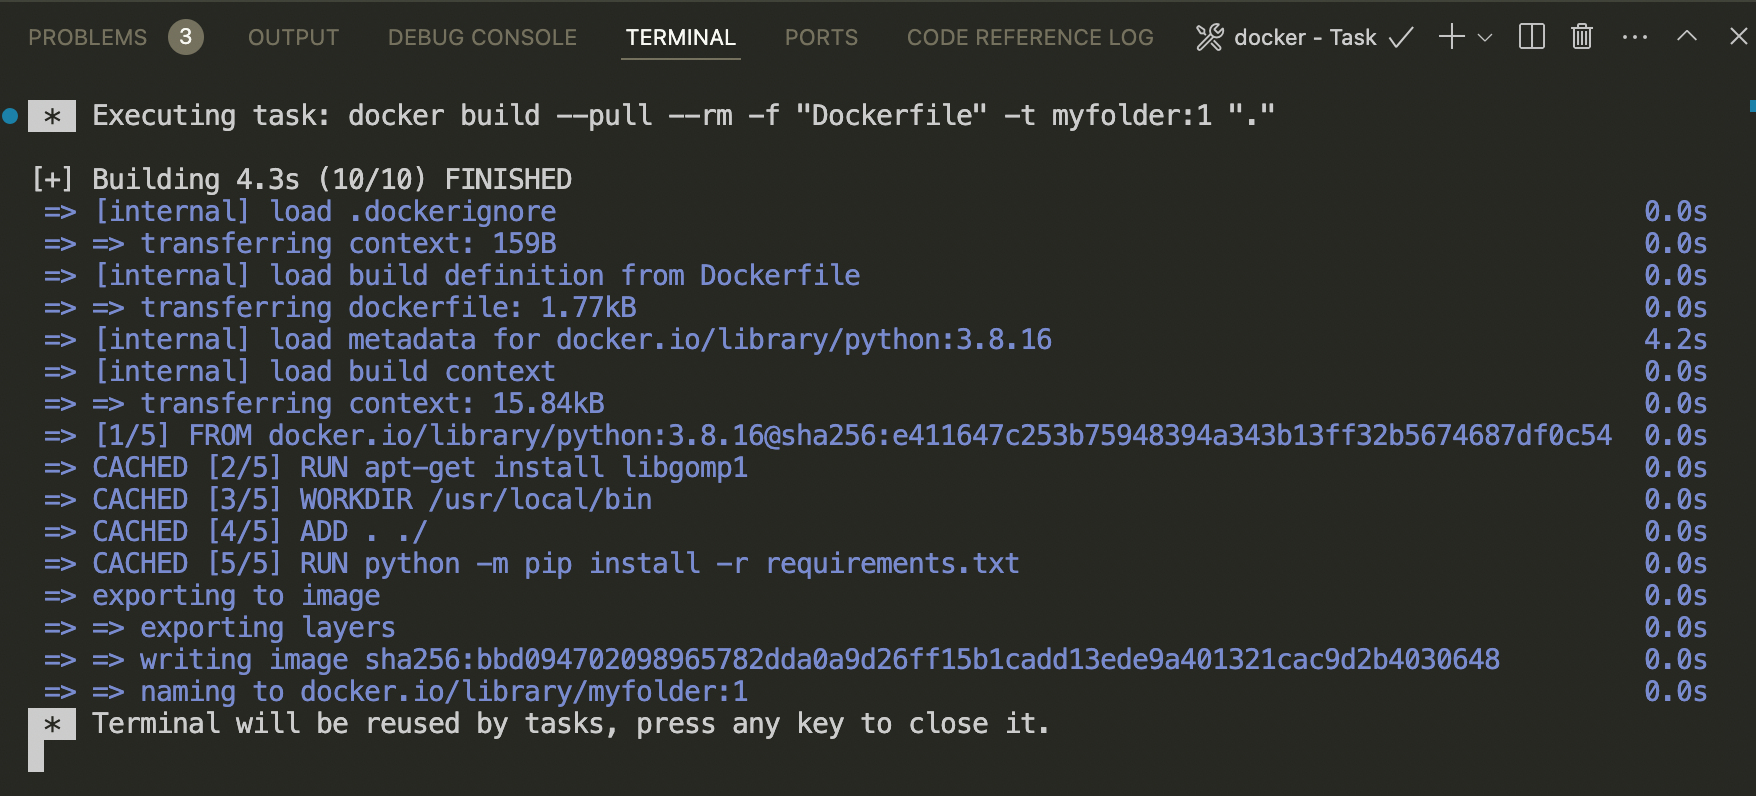 PROBLEMS 3 OUTPUT DEBUG CONSOLE TERMINAL PORTS CODE REFERENCE LOG docker - Task
* Executing task: docker build --pull --rm -f "Dockerfile" -t myfolder:1 "."
[+] Building 4.3s (10/10) FINISHED
=> [internal] load .dockerignore 0.0s
=> => transferring context: 159B 0.0s
=> [internal] load build definition from Dockerfile 0.0s
=> => transferring dockerfile: 1.77kB 0.0s
=> [internal] load metadata for docker.io/library/python:3.8.16 4.2s
=> [internal] load build context 0.0s
=> => transferring context: 15.84kB 0.0s
=> [1/5] FROM docker.io/library/python:3.8.16@sha256:e411647c253b75948394a343b13ff32b5674687df0c54 0.0s
=> CACHED [2/5] RUN apt-get install libgomp1 0.0s
=> CACHED [3/5] WORKDIR /usr/local/bin 0.0s
=> CACHED [4/5] ADD . ./ 0.0s
=> CACHED [5/5] RUN python -m pip install -r requirements.txt 0.0s
=> exporting to image 0.0s
=> => exporting layers 0.0s
=> => writing image sha256:bbd094702098965782dda0a9d26ff15b1cadd13ede9a401321cac9d2b4030648 0.0s
=> => naming to docker.io/library/myfolder:1 0.0s
* Terminal will be reused by tasks, press any key to close it.